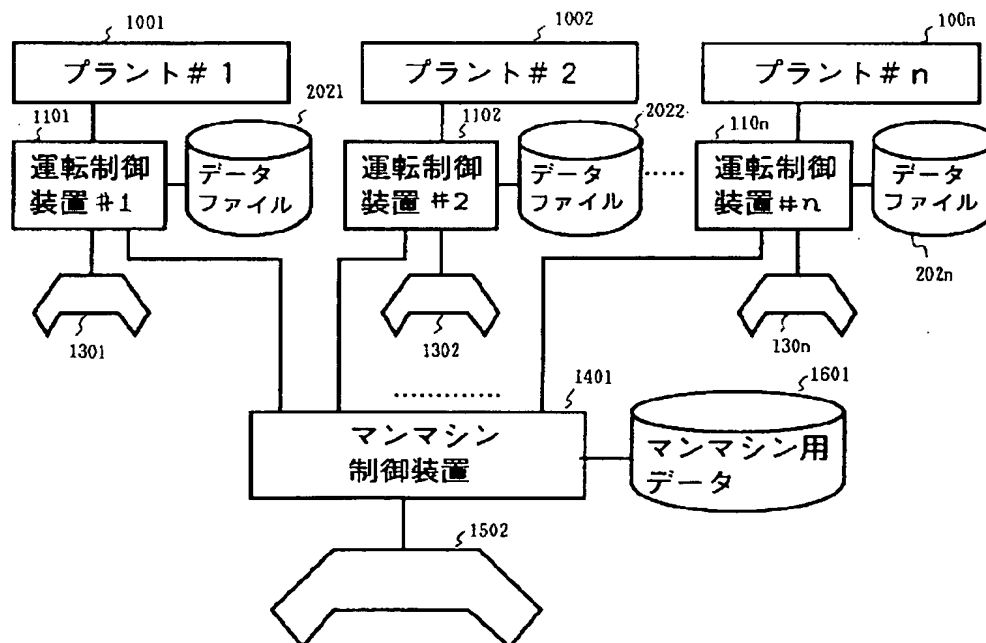 1001
1002
100n
プラント#1
プラント#2
プラント#n
1101
2021
1102
2022
110n
運転制御
装置#1
データ
ファイル
運転制御
装置#2
データ
ファイル
運転制御
装置#n
データ
ファイル
202n
1301
1302
130n
1401
1601
マンマシン
制御装置
マンマシン用
データ
1502